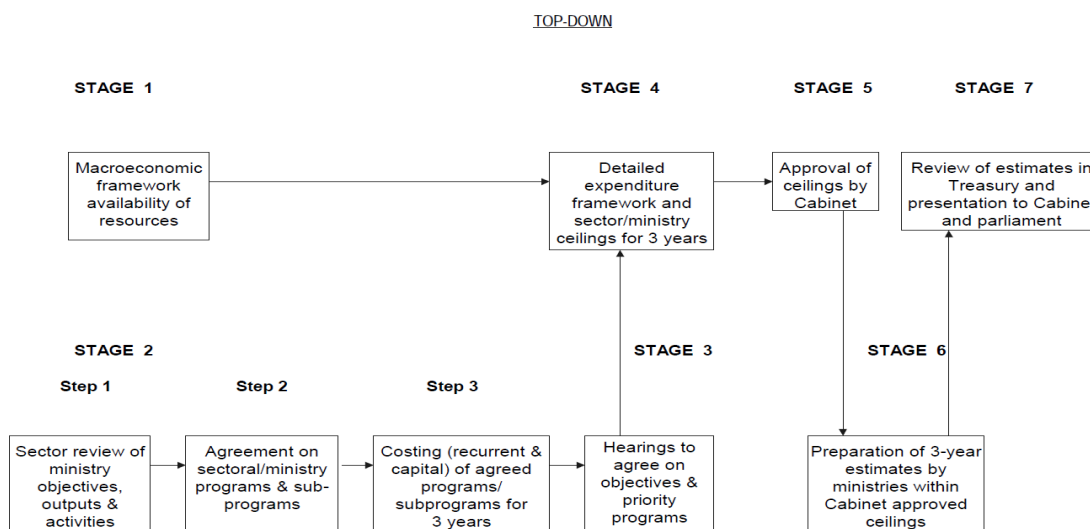 TOP-DOWN
STAGE 1
STAGE 4
STAGE 5
STAGE 7
Macroeconomic
framework
availability of
resources
Detailed
expenditure
framework and
sector/ministry
ceilings for 3 years
Approval of
ceilings by
Cabinet
Review of estimates in
Treasury and
presentation to Cabine
and parliament
STAGE 2
STAGE 3
STAGE 6
Step 1
Step 2
Step 3
Sector review of
ministry
objectives,
outputs &
activities
Agreement on
sectoral/ministry
programs & sub-
programs
Costing (recurrent &
capital) of agreed
programs/
subprograms for
3 years
Hearings to
agree on
objectives &
priority
programs
Preparation of 3-year
estimates by
ministries within
Cabinet approved
ceilings